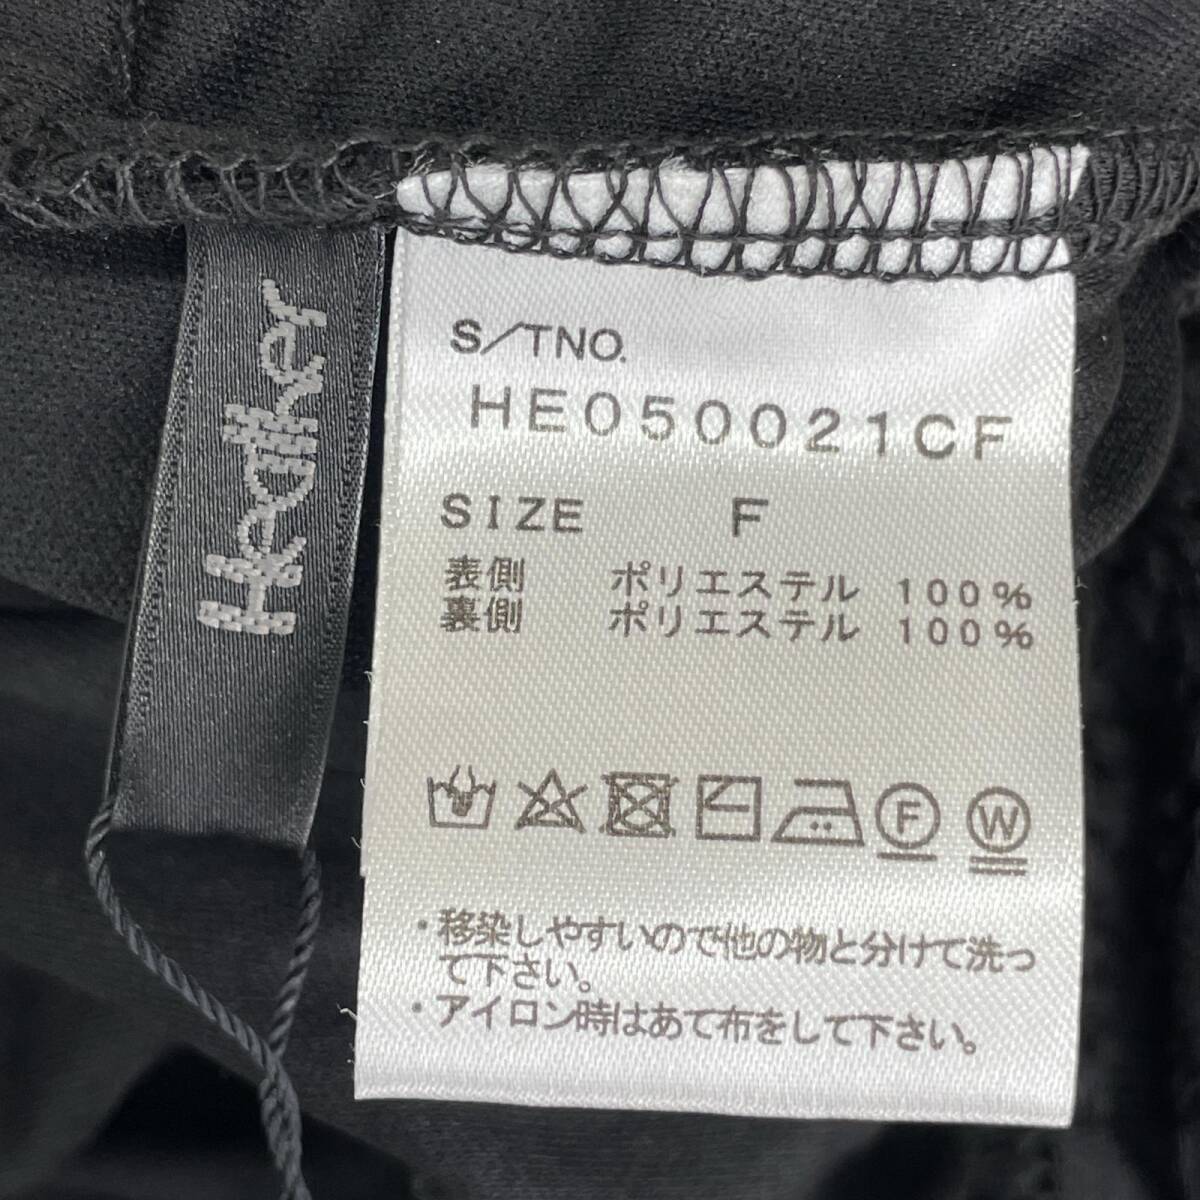 Heather
S/TNO.
HE050021CF
SIZE F
表側 ポリエステル 100%
裏側 ポリエステル 100%
F W
・移染しやすいので他の物と分けて洗っ
て下さい。
・アイロン時はあて布をして下さい。